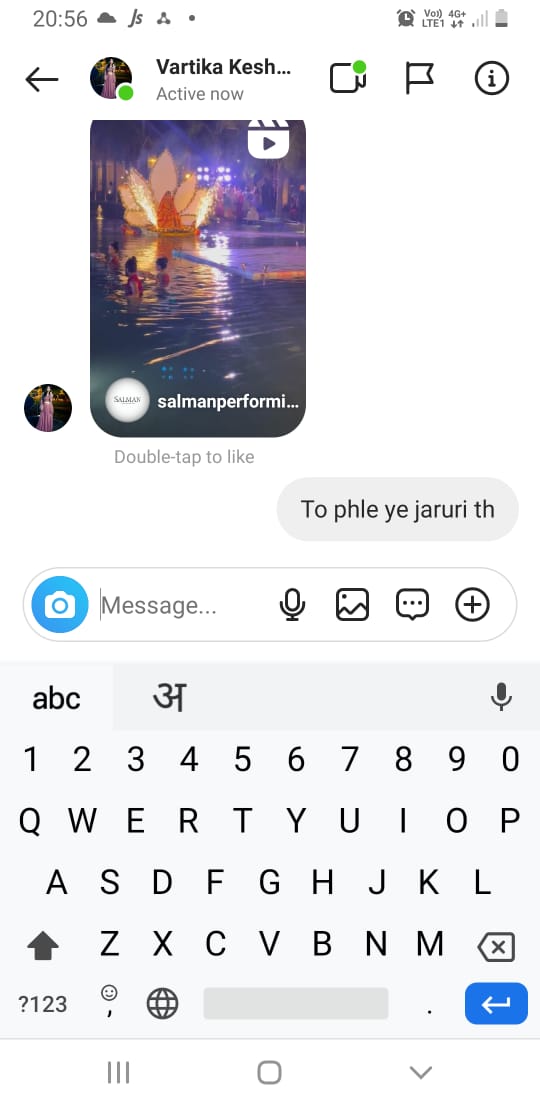 20:56
Vo)) 4G+
LTE1
Vartika Kesh...
Active now
SALMAN
salmanperformi...
Double-tap to like
To phle ye jaruri th
Message...
abc अ
1 2 3 4 5 6 7 8 9 0
Q W E R T Y U I O P
A S D F G H J K L
Z X C V B N M
?123 , .